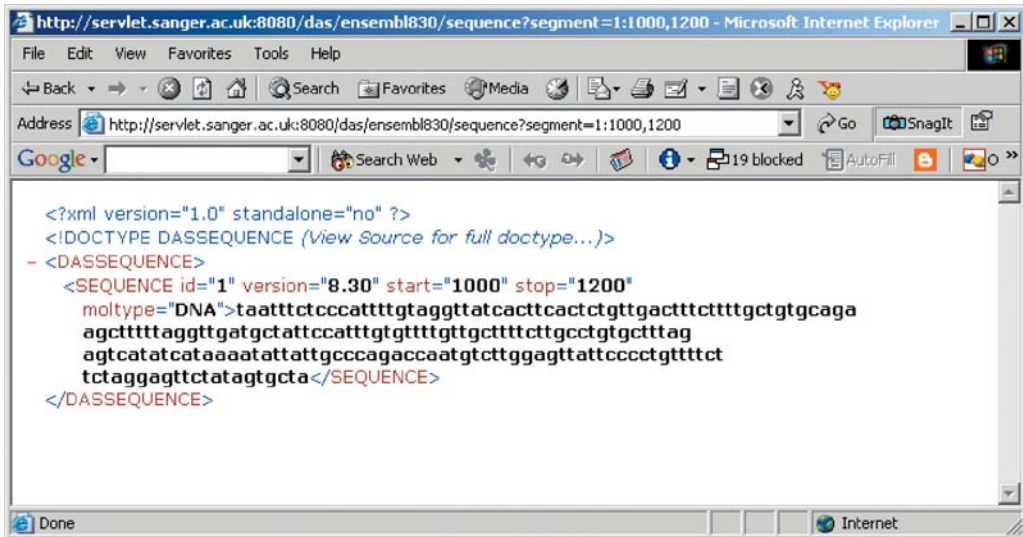 http://servlet.sanger.ac.uk:8080/das/ensembl830/sequence?segment=1:1000,1200 - Microsoft Internet Explorer
File Edit View Favorites Tools Help
Back Search Favorites Media
Address http://servlet.sanger.ac.uk:8080/das/ensembl830/sequence?segment=1:1000,1200 Go SnagIt
Google Search Web 19 blocked AutoFill O »
<?xml version="1.0" standalone="no" ?>
<!DOCTYPE DASSEQUENCE (View Source for full doctype...)>
- <DASSEQUENCE>
<SEQUENCE id="1" version="8.30" start="1000" stop="1200"
moltype="DNA">taatttctcccattttgtaggttatcacttcactctgttgactttcttttgctgtgcaga
agctttttaggttgatgctattccatttgtgttttgttgcttttcttgcctgtgctttag
agtcatatcataaaatattattgcccagaccaatgtcttggagttattcccctgttttct
tctaggagttctatagtgcta</SEQUENCE>
</DASSEQUENCE>
Done Internet